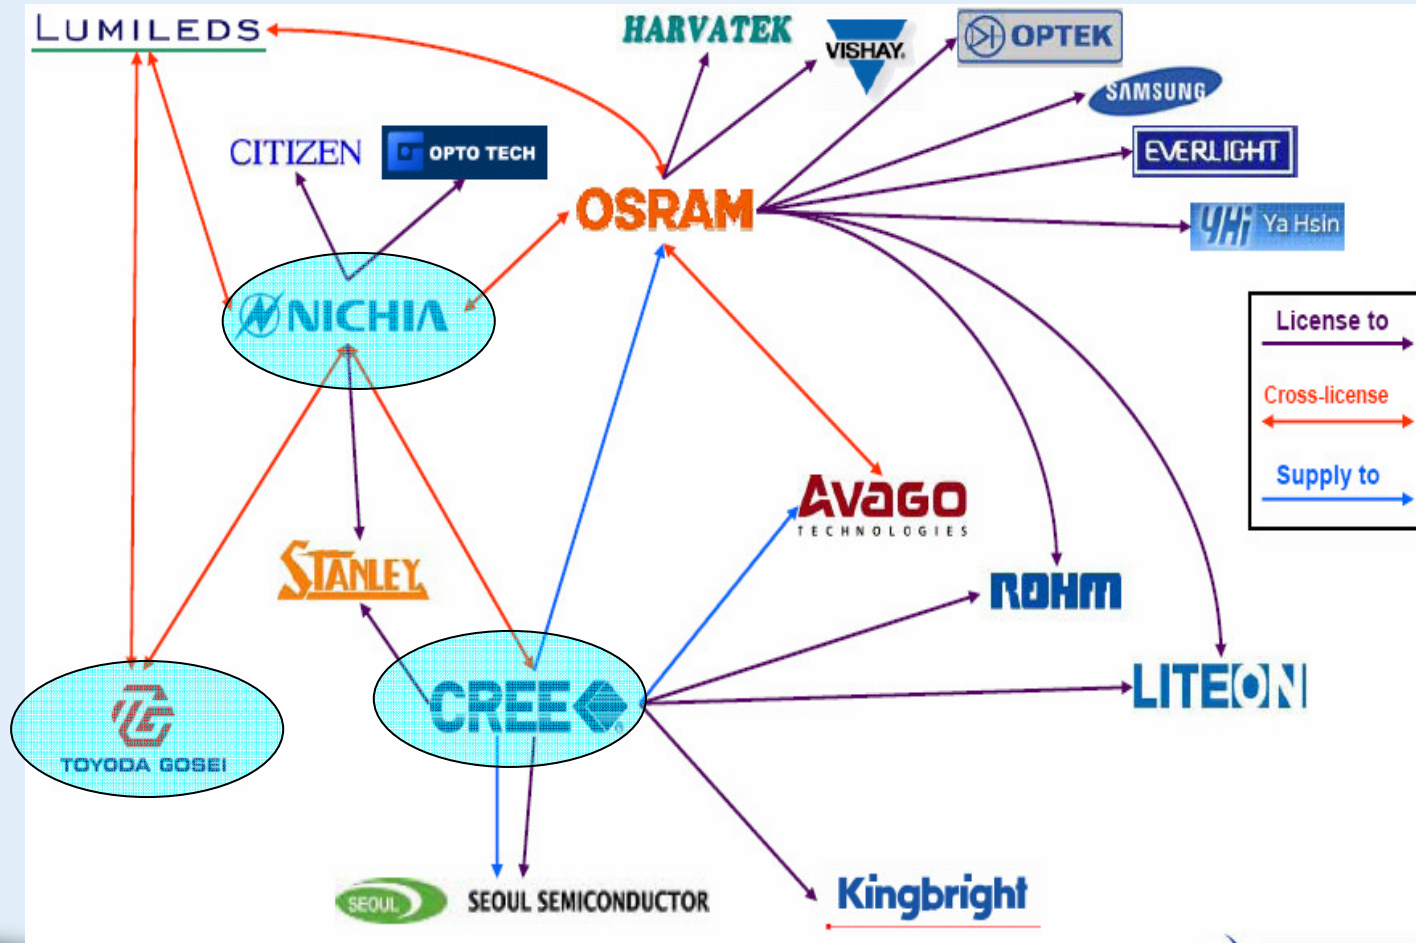 LUMILEDS
HARVATEK
VISHAY.
OPTEK
SAMSUNG
CITIZEN
OPTO TECH
EVERLIGHT
OSRAM
YHi Ya Hsin
NICHIA
License to
Cross-license
Supply to
AVAGO
TECHNOLOGIES
STANLEY
ROHM
CREE
LITEON
TG
TOYODA GOSEI
SEOUL SEOUL SEMICONDUCTOR
Kingbright